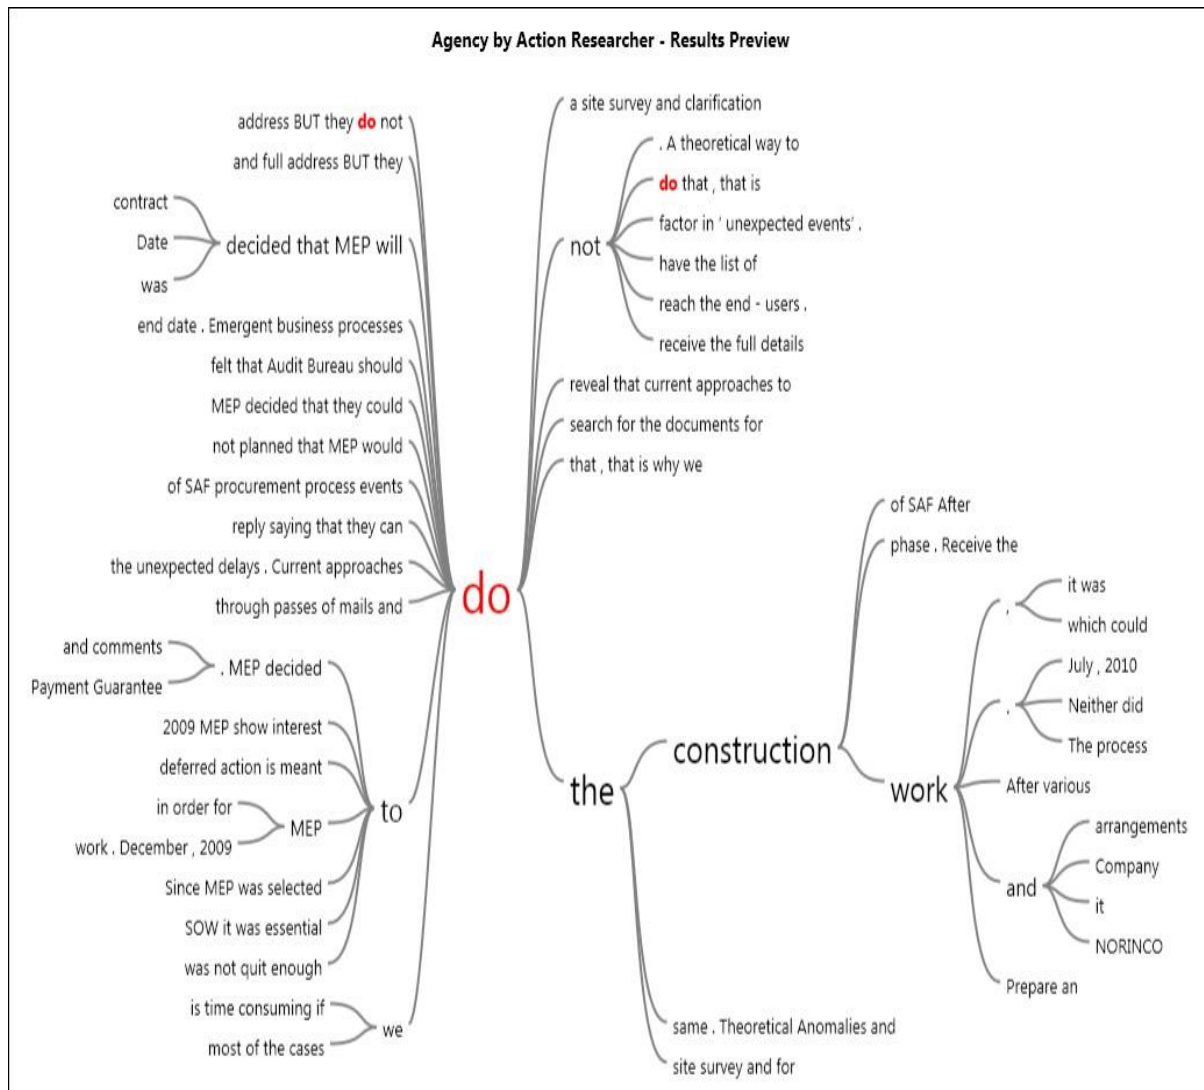 Agency by Action Researcher - Results Preview
address BUT they do not
and full address BUT they
contract
Date
was
decided that MEP will
end date . Emergent business processes
felt that Audit Bureau should
MEP decided that they could
not planned that MEP would
of SAF procurement process events
reply saying that they can
the unexpected delays . Current approaches
through passes of mails and
and comments
Payment Guarantee
. MEP decided
2009 MEP show interest
deferred action is meant
in order for
work . December , 2009
MEP
Since MEP was selected
SOW it was essential
was not quit enough
to
is time consuming if
most of the cases
we
do
a site survey and clarification
not
. A theoretical way to
do that , that is
factor in ' unexpected events' .
have the list of
reach the end - users .
receive the full details
reveal that current approaches to
search for the documents for
that , that is why we
the
construction
of SAF After
phase . Receive the
work
,
it was
which could
.
July , 2010
Neither did
The process
After various
and
arrangements
Company
it
NORINCO
Prepare an
same . Theoretical Anomalies and
site survey and for